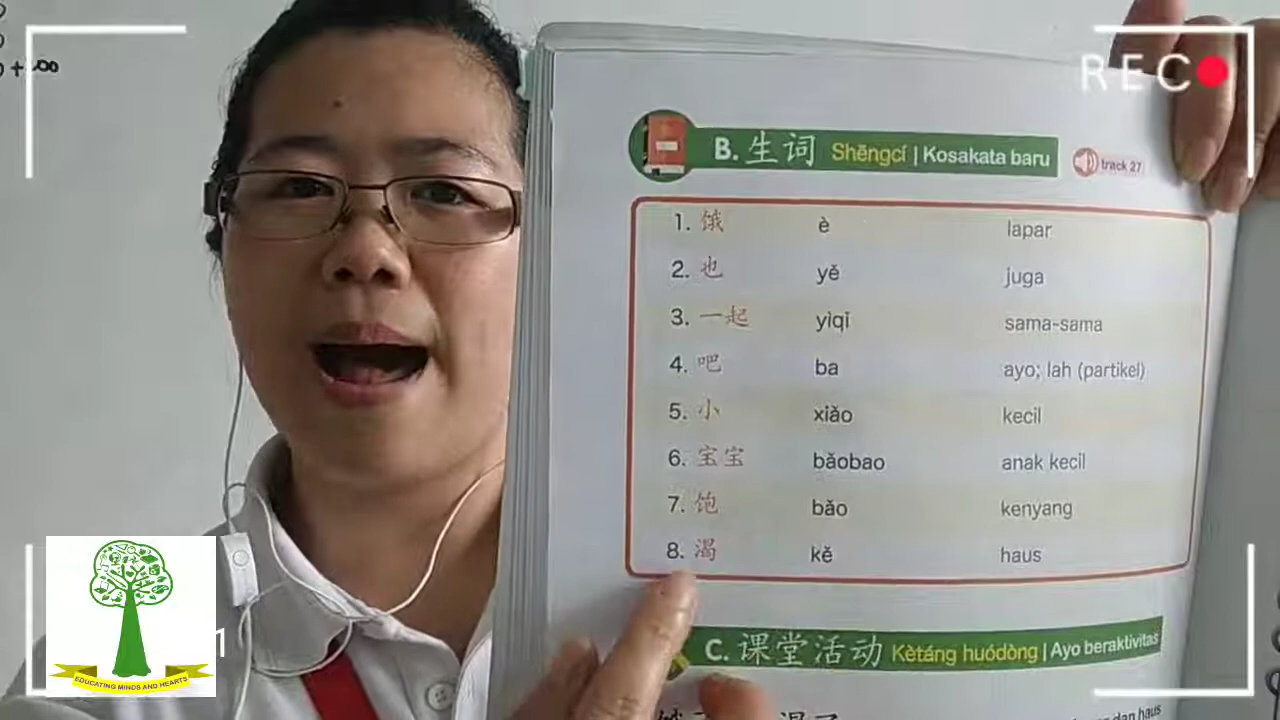 REC
B. 生词 Shēngcí | Kosakata baru
track 27
1. 饿 è lapar
2. 也 yě juga
3. 一起 yìqǐ sama-sama
4. 吧 ba ayo; lah (partikel)
5. 小 xiǎo kecil
6. 宝宝 bǎobao anak kecil
7. 饱 bǎo kenyang
8. 渴 kě haus
C. 课堂活动 Kètáng huódòng | Ayo beraktivitas
dan haus
EDUCATING MINDS AND HEARTS